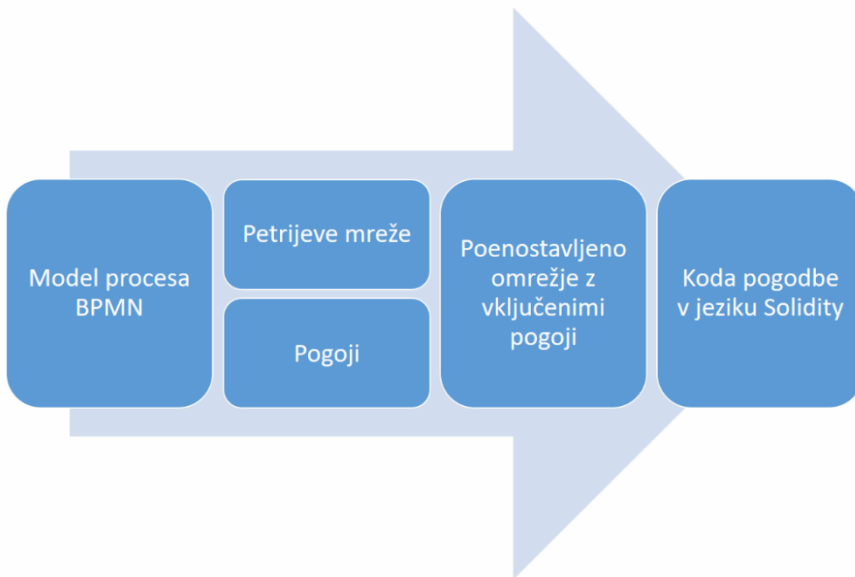 Model procesa
BPMN
Petrijeve mreže
Pogoji
Poenostavljeno
omrežje z
vključenimi
pogoji
Koda pogodbe
v jeziku Solidity